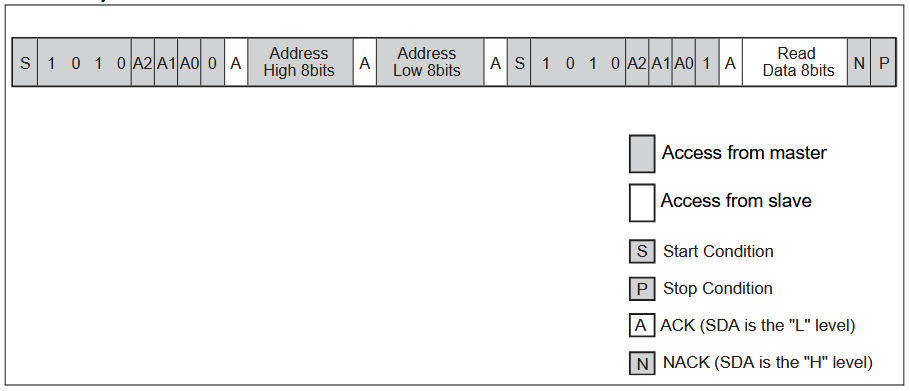 S 1 0 1 0 A2 A1 A0 0 A Address High 8bits A Address Low 8bits A S 1 0 1 0 A2 A1 A0 1 A Read Data 8bits N P
Access from master
Access from slave
S Start Condition
P Stop Condition
A ACK (SDA is the "L" level)
N NACK (SDA is the "H" level)